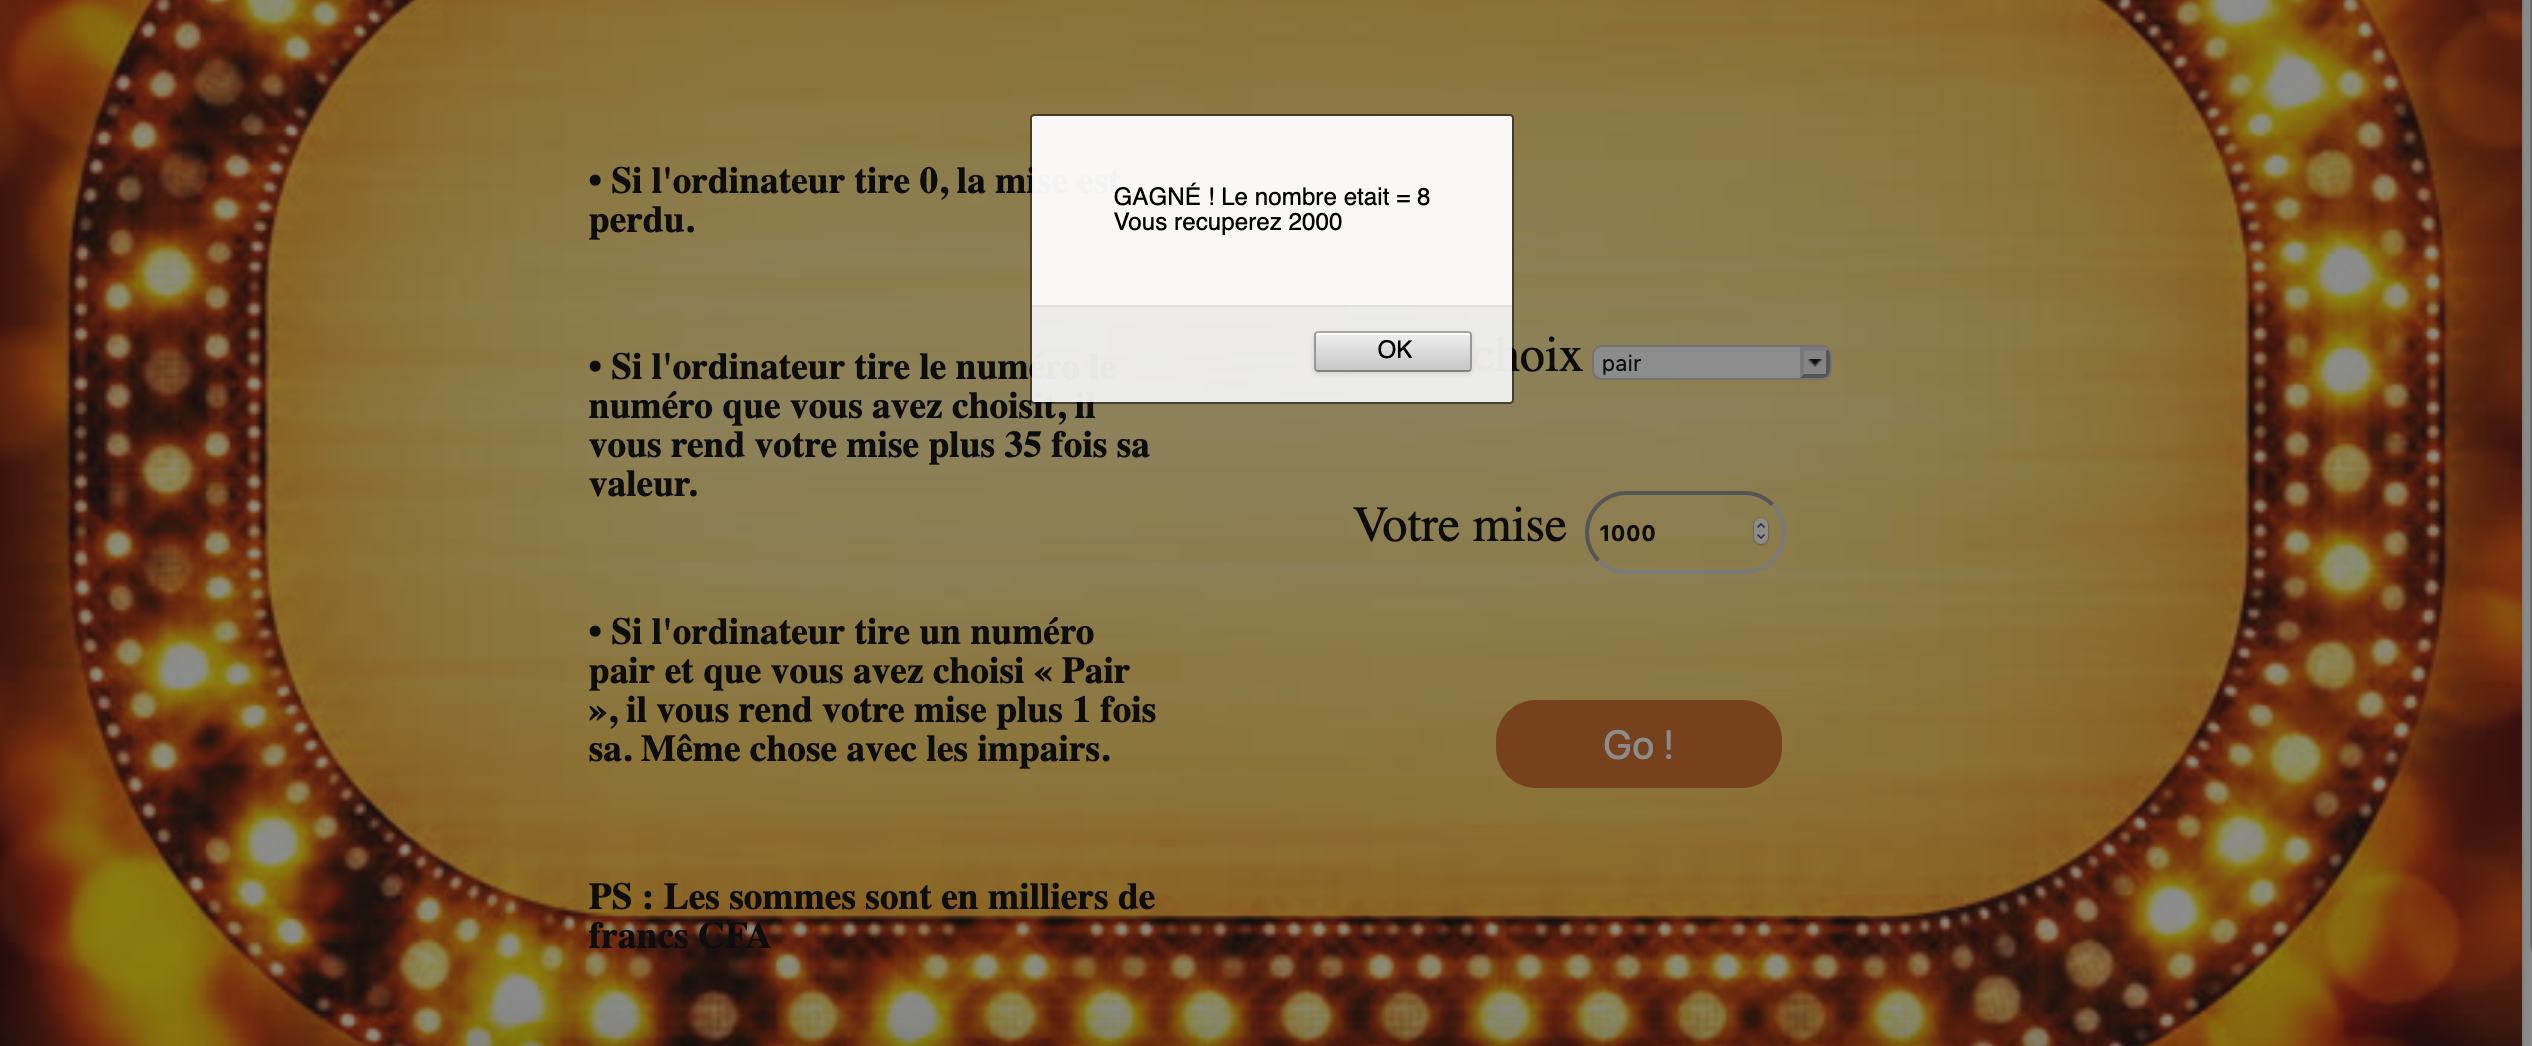 • Si l'ordinateur tire 0, la mise est
perdu.
• Si l'ordinateur tire le numéro le
numéro que vous avez choisit, il
vous rend votre mise plus 35 fois sa
valeur.
• Si l'ordinateur tire un numéro
pair et que vous avez choisi « Pair
», il vous rend votre mise plus 1 fois
sa. Même chose avec les impairs.
PS : Les sommes sont en milliers de
francs CFA
GAGNÉ ! Le nombre etait = 8
Vous recuperez 2000
OK
choix pair
Votre mise 1000
Go !